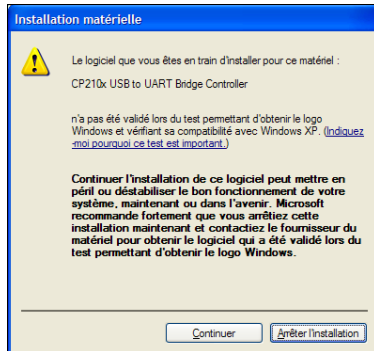 Installation matérielle
Le logiciel que vous êtes en train d'installer pour ce matériel :
CP210x USB to UART Bridge Controller
n'a pas été validé lors du test permettant d'obtenir le logo
Windows et vérifiant sa compatibilité avec Windows XP. (Indiquez
-moi pourquoi ce test est important.)
Continuer l'installation de ce logiciel peut mettre en
péril ou déstabiliser le bon fonctionnement de votre
système, maintenant ou dans l'avenir. Microsoft
recommande fortement que vous arrêtiez cette
installation maintenant et contactiez le fournisseur du
matériel pour obtenir le logiciel qui a été validé lors du
test permettant d'obtenir le logo Windows.
Continuer
Arrêter l'installation